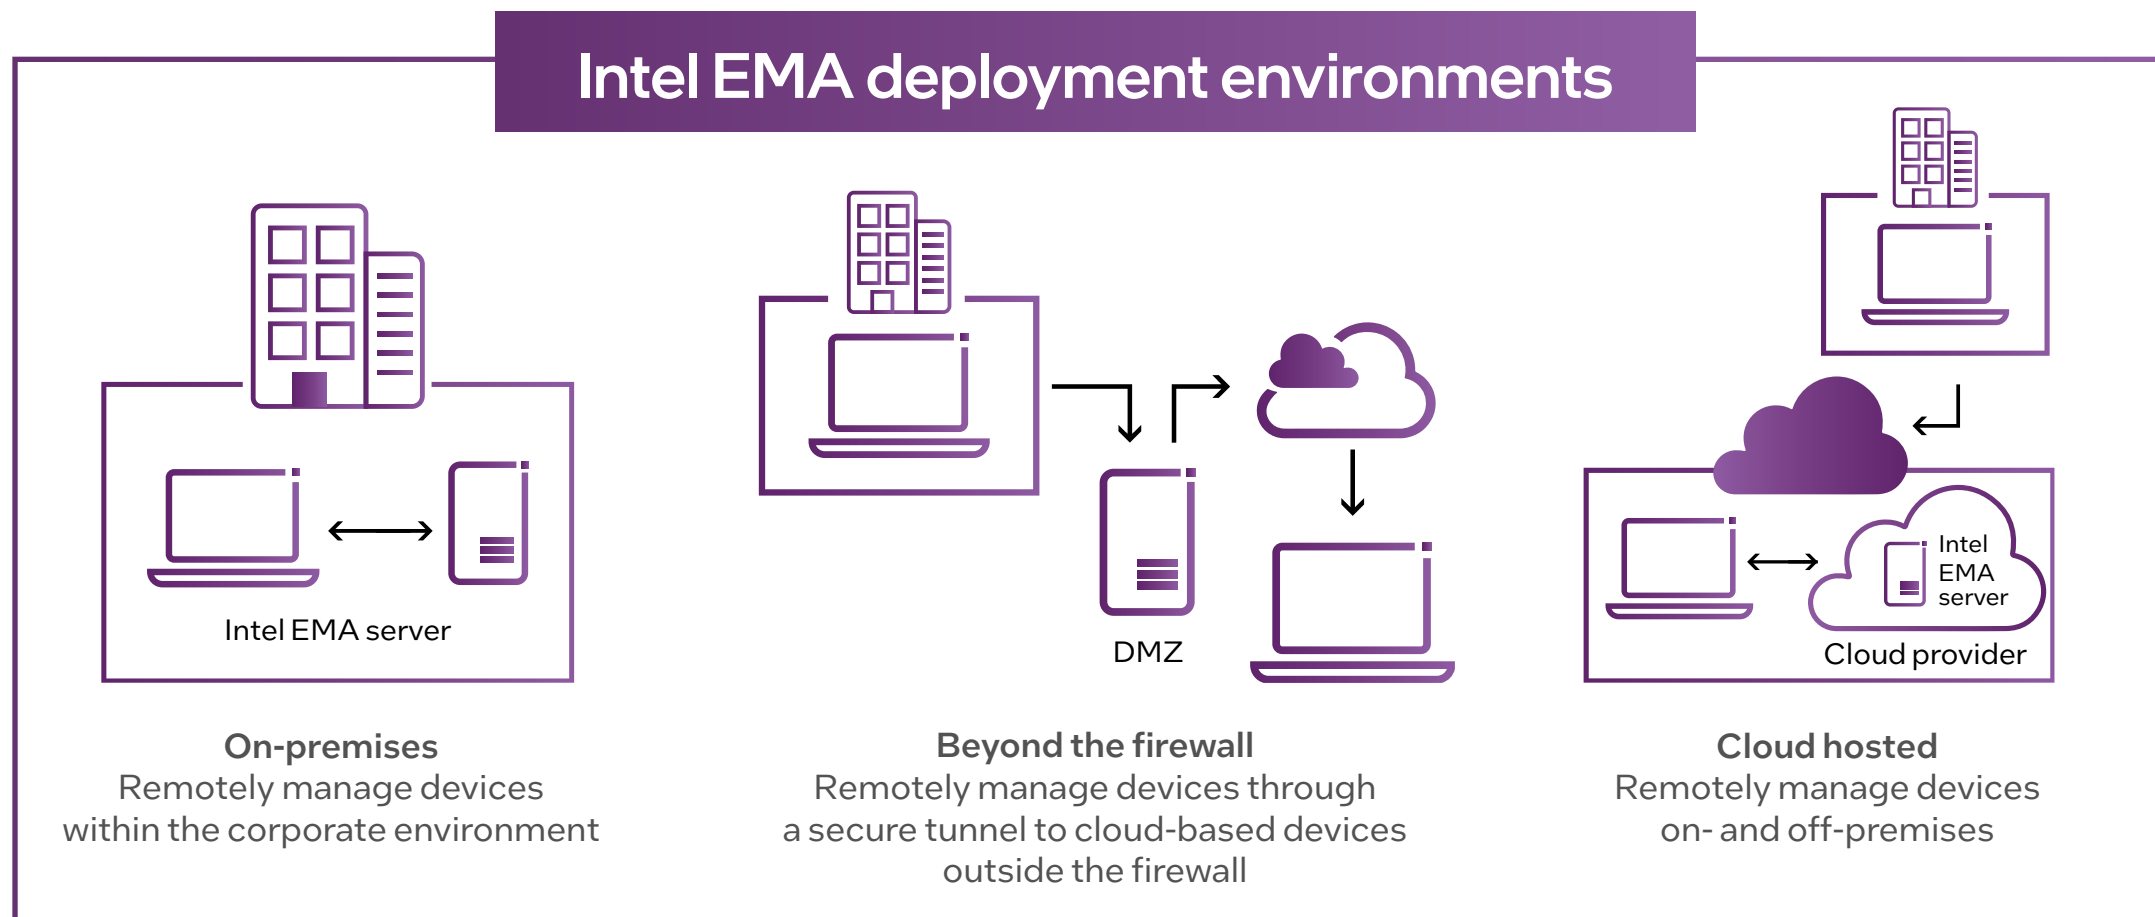 Intel EMA deployment environments
Intel EMA server
On-premises
Remotely manage devices
within the corporate environment
DMZ
Beyond the firewall
Remotely manage devices through
a secure tunnel to cloud-based devices
outside the firewall
Intel
EMA
server
Cloud provider
Cloud hosted
Remotely manage devices
on- and off-premises